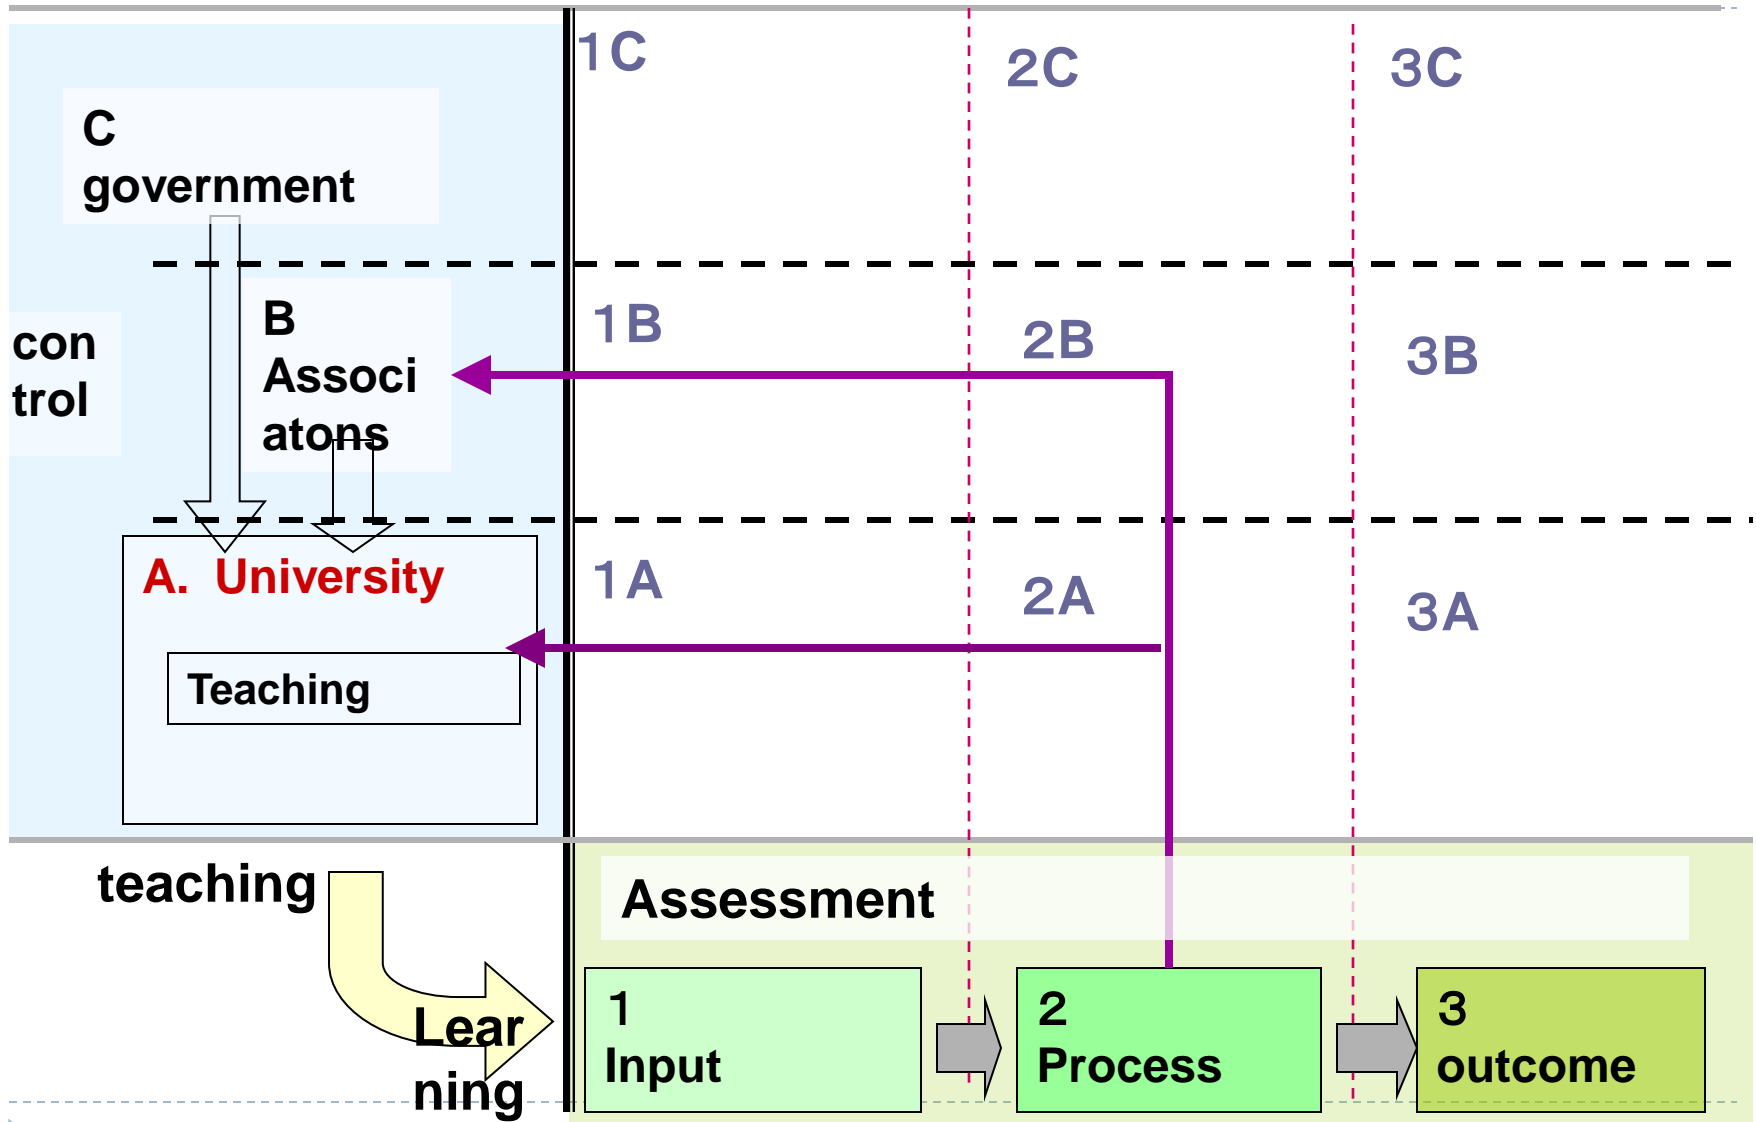 1C
2C
3C
C
government
B
Associ
atons
con
trol
1B
2B
3B
A. University
1A
2A
3A
Teaching
teaching
Assessment
Lear
ning
1
Input
2
Process
3
outcome